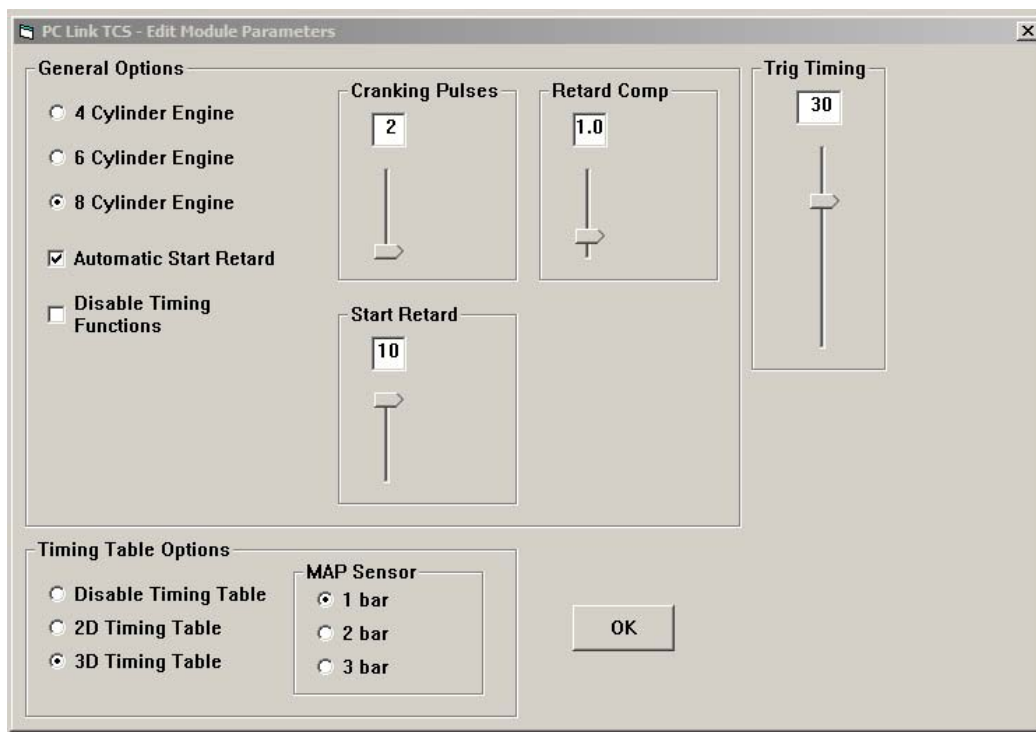 PC Link TCS - Edit Module Parameters
General Options
4 Cylinder Engine
6 Cylinder Engine
8 Cylinder Engine
Automatic Start Retard
Disable Timing
Functions
Cranking Pulses
2
Retard Comp
1.0
Start Retard
10
Trig Timing
30
Timing Table Options
Disable Timing Table
2D Timing Table
3D Timing Table
MAP Sensor
1 bar
2 bar
3 bar
OK